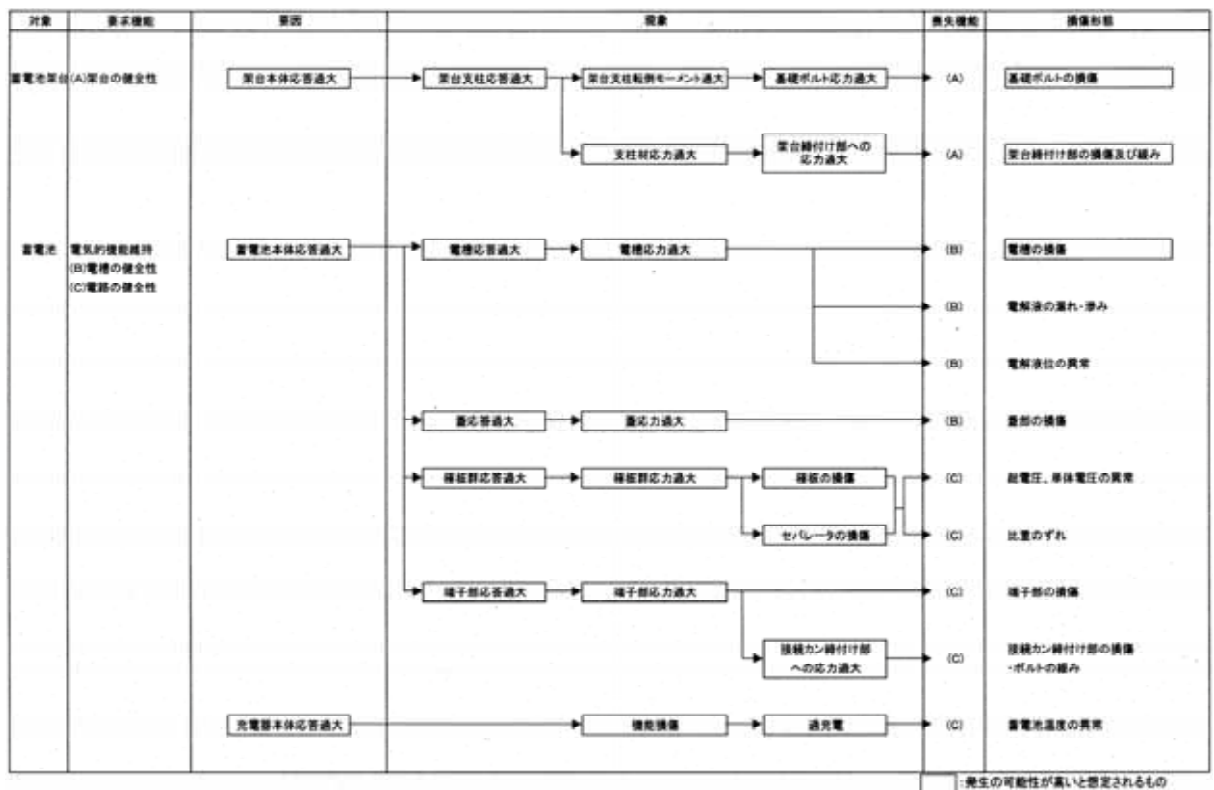 対象 要求機能 要因 現象 喪失機能 損傷形態
蓄電池架台 (A)架台の健全性 架台本体応答過大 架台支柱応答過大 架台支柱転倒モーメント過大 基礎ボルト応力過大 (A) 基礎ボルトの損傷
支柱材応力過大 架台締付け部への
応力過大 (A) 架台締付け部の損傷及び緩み
蓄電池 電気的機能維持 蓄電池本体応答過大 電槽応答過大 電槽応力過大 (B) 電槽の損傷
(B)電槽の健全性
(C)電路の健全性
(B) 電解液の漏れ・滲み
(B) 電解液位の異常
蓋応答過大 蓋応力過大 (B) 蓋部の損傷
極板群応答過大 極板群応力過大 極板の損傷 (C) 総電圧、単体電圧の異常
セパレータの損傷 (C) 比重のずれ
端子部応答過大 端子部応力過大 (C) 端子部の損傷
接続カン締付け部
への応力過大 (C) 接続カン締付け部の損傷
・ボルトの緩み
充電器本体応答過大 機能損傷 過充電 (C) 蓄電池温度の異常
:発生の可能性が高いと想定されるもの